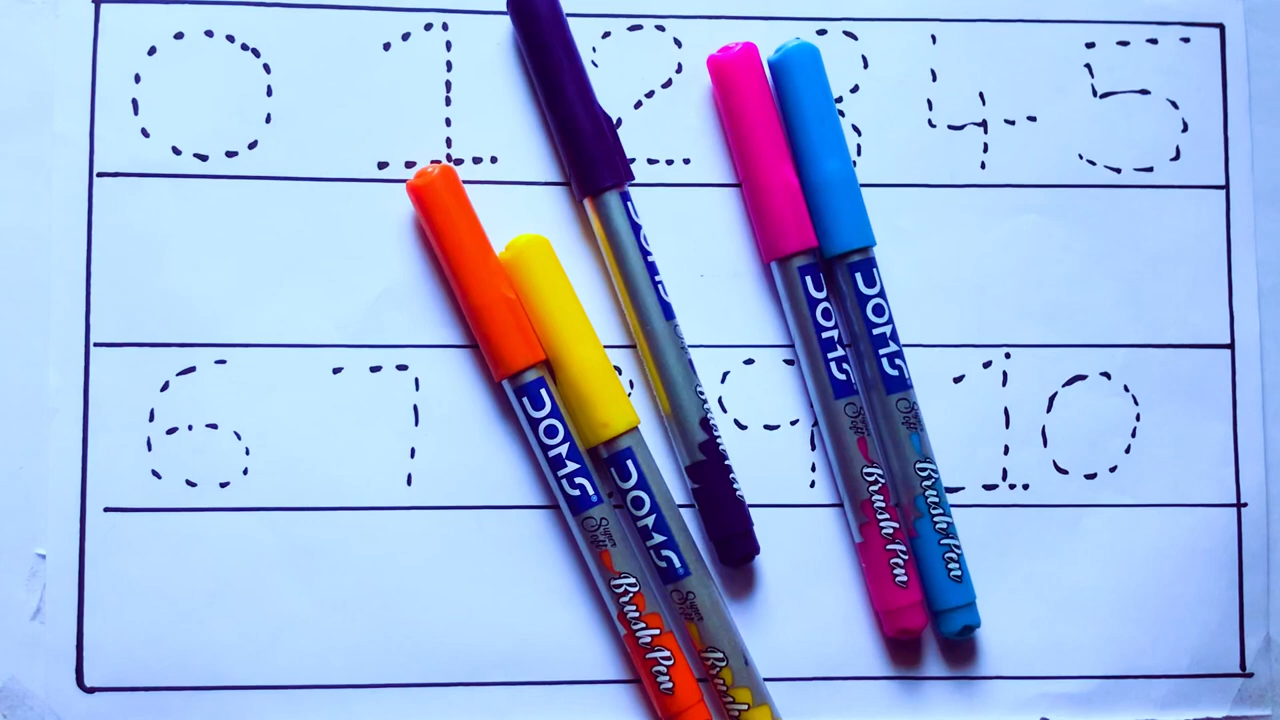 0 1 2 3 4 5
6 7 9 10
DOMS® Super Soft Brush Pen
DOMS® Super Soft Brush
DOMS Brush Pen
DOMS Super Soft Brush Pen
DOMS Super Soft Brush Pen